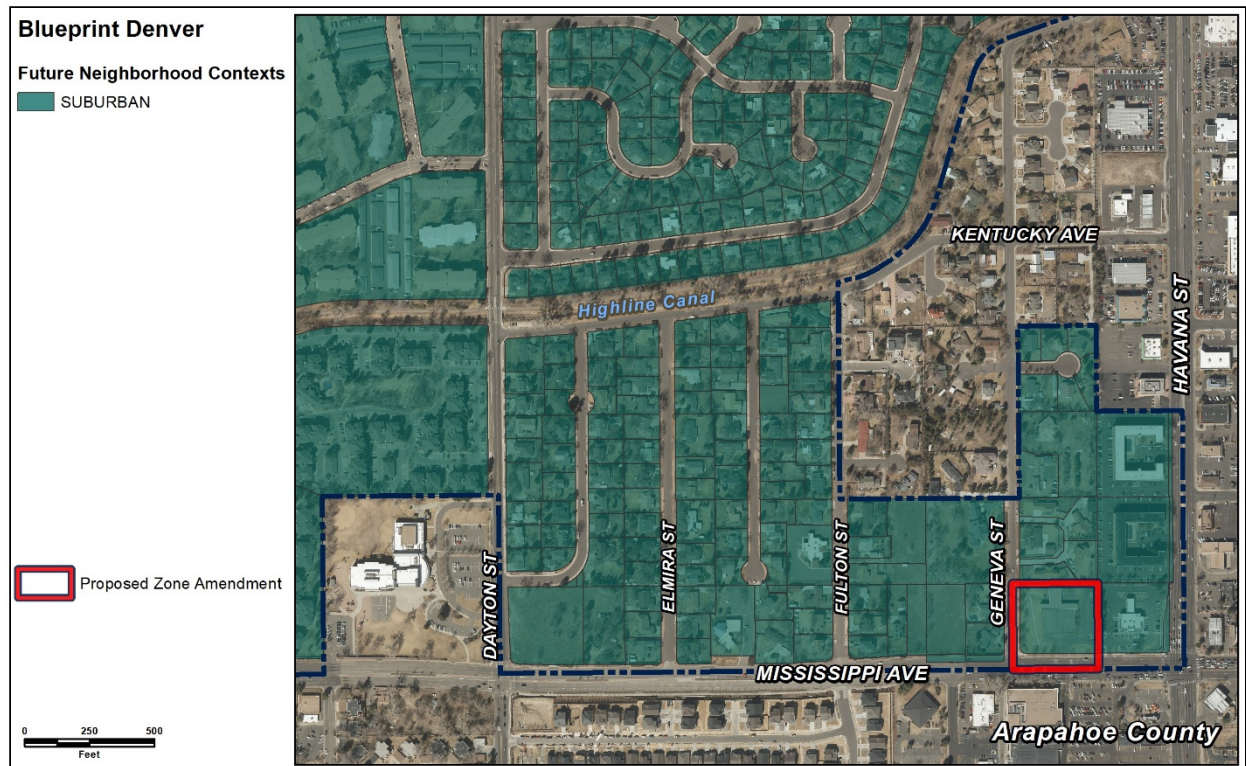 Blueprint Denver
Future Neighborhood Contexts
SUBURBAN
Proposed Zone Amendment
0 250 500
Feet
KENTUCKY AVE
Highline Canal
HAVANA ST
DAYTON ST
ELMIRA ST
FULTON ST
GENEVA ST
MISSISSIPPI AVE
Arapahoe County